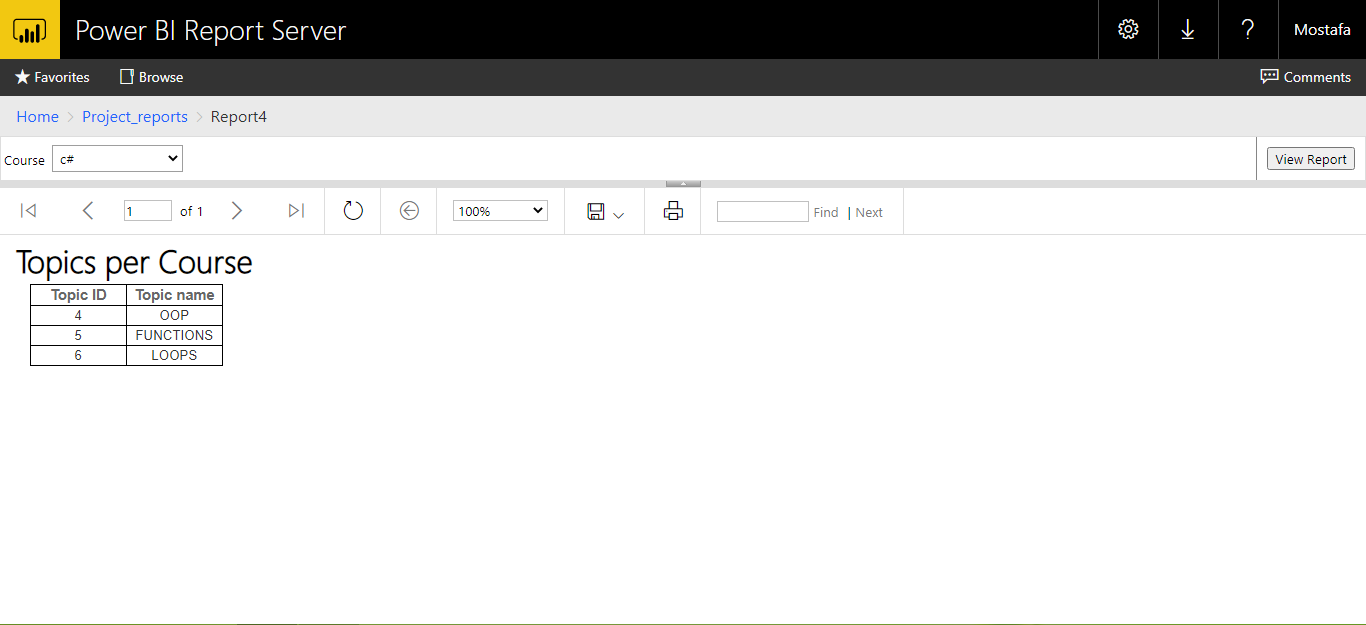 Power BI Report Server
? Mostafa
Favorites Browse Comments
Home > Project_reports > Report4
Course c# View Report
1 of 1 100% Find | Next
Topics per Course
Topic ID Topic name
4 OOP
5 FUNCTIONS
6 LOOPS